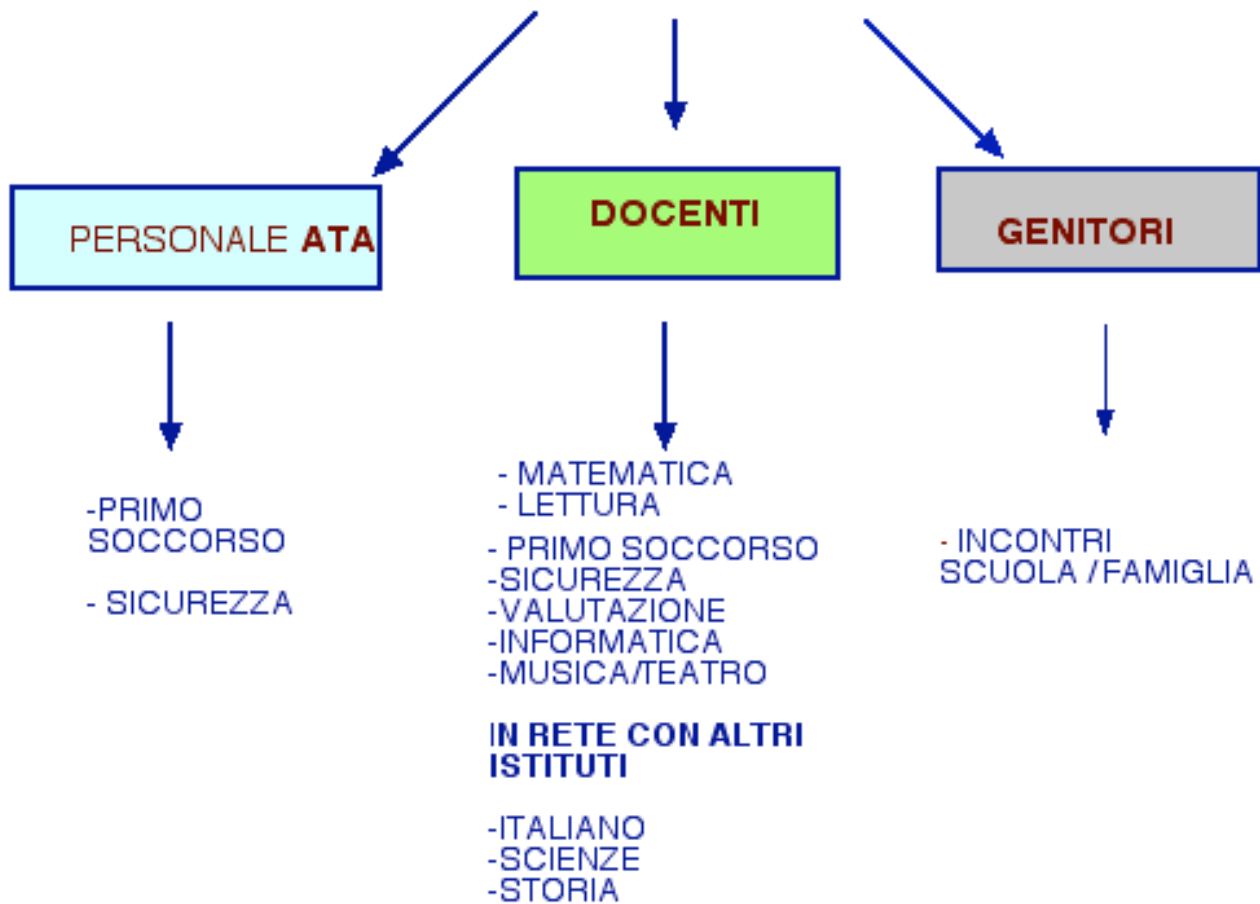 PERSONALE ATA
DOCENTI
GENITORI
-PRIMO
SOCCORSO
- SICUREZZA
- MATEMATICA
- LETTURA
- PRIMO SOCCORSO
-SICUREZZA
-VALUTAZIONE
-INFORMATICA
-MUSICA/TEATRO
IN RETE CON ALTRI
ISTITUTI
-ITALIANO
-SCIENZE
-STORIA
- INCONTRI
SCUOLA / FAMIGLIA